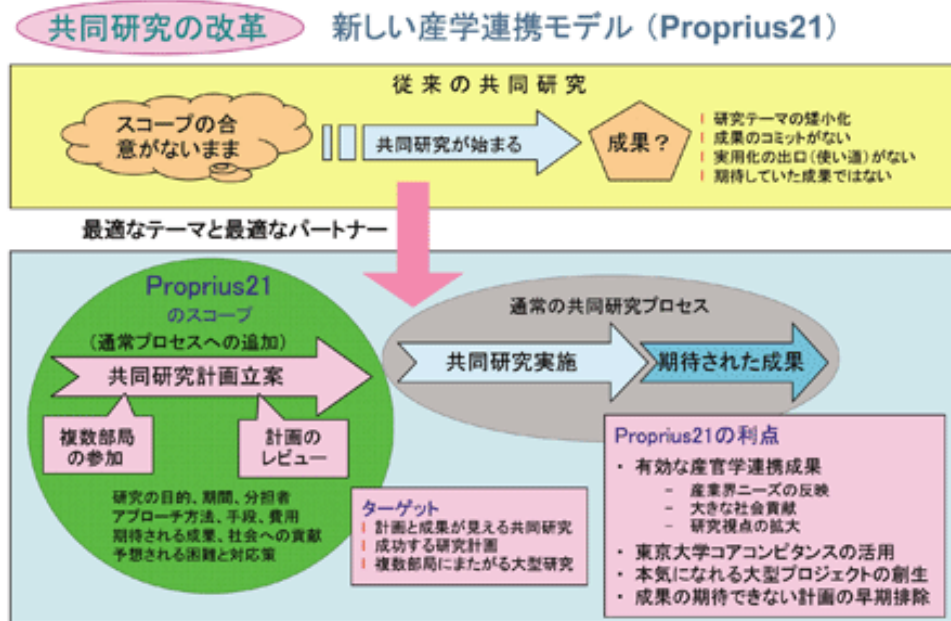 共同研究の改革 新しい産学連携モデル（Proprius21）
従来の共同研究
スコープの合
意がないまま
共同研究が始まる
成果？
研究テーマの矮小化
成果のコミットがない
実用化の出口（使い道）がない
期待していた成果ではない
最適なテーマと最適なパートナー
Proprius21
のスコープ
（通常プロセスへの追加）
共同研究計画立案
複数部局
の参加
計画の
レビュー
研究の目的、期間、分担者
アプローチ方法、手段、費用
期待される成果、社会への貢献
予想される困難と対応策
通常の共同研究プロセス
共同研究実施
期待された成果
ターゲット
計画と成果が見える共同研究
成功する研究計画
複数部局にまたがる大型研究
Proprius21の利点
・ 有効な産官学連携成果
− 産業界ニーズの反映
− 大きな社会貢献
− 研究視点の拡大
・ 東京大学コアコンピタンスの活用
・ 本気になれる大型プロジェクトの創生
・ 成果の期待できない計画の早期排除